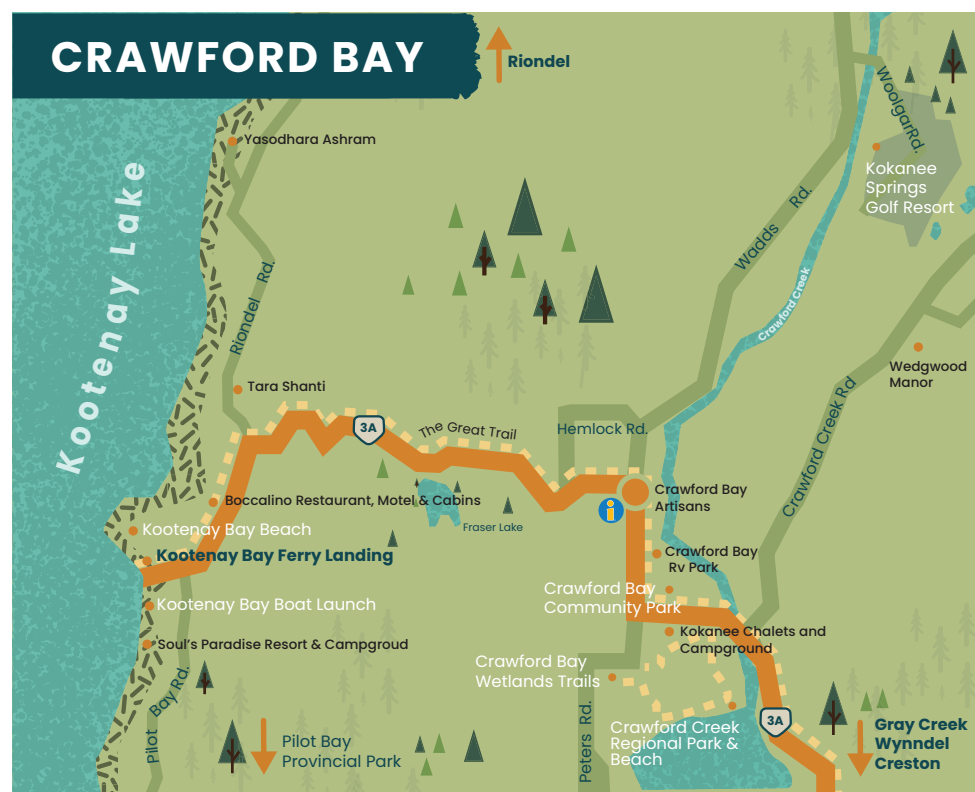 CRAWFORD BAY
Riondel
Yasodhara Ashram
Woolgar Rd.
Kokanee
Springs
Golf Resort
Kootenay Lake
Wadds Rd.
Crawford Creek
Riondel Rd.
Wedgwood
Manor
Tara Shanti
Crawford Creek Rd
3A
The Great Trail
Hemlock Rd.
Boccalino Restaurant, Motel & Cabins
Crawford Bay
Artisans
i
Fraser Lake
Kootenay Bay Beach
Kootenay Bay Ferry Landing
Crawford Bay
Rv Park
Crawford Bay
Community Park
Kootenay Bay Boat Launch
Kokanee Chalets and
Campground
Soul's Paradise Resort & Campgroud
Crawford Bay
Wetlands Trails
Pilot Bay Rd.
Peters Rd.
Crawford Creek
Regional Park &
Beach
3A
Pilot Bay
Provincial Park
Gray Creek
Wynndel
Creston